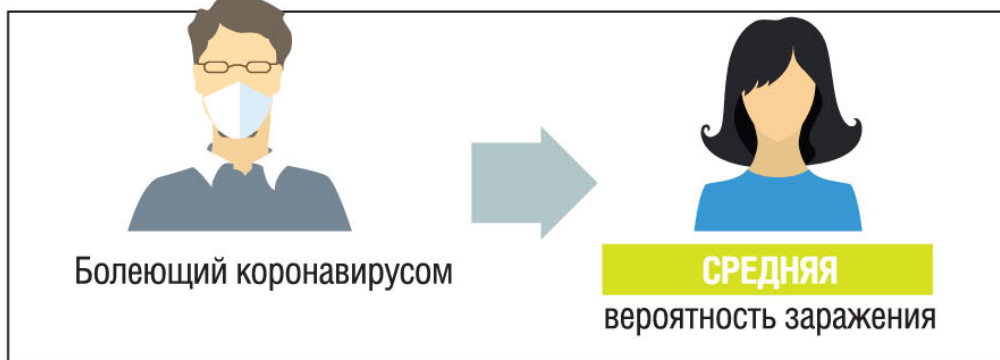 Болеющий коронавирусом
СРЕДНЯЯ
вероятность заражения